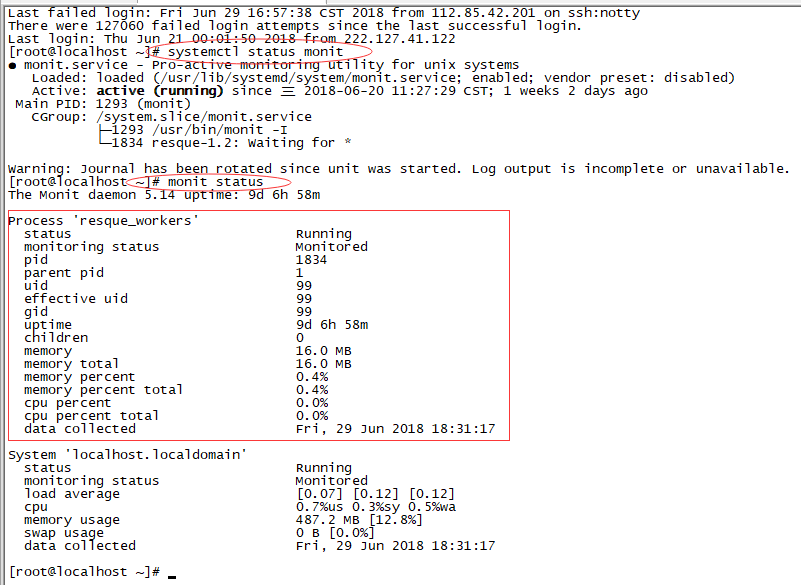 Last failed login: Fri Jun 29 16:57:38 CST 2018 from 112.85.42.201 on ssh:notty
There were 127060 failed login attempts since the last successful login.
Last login: Thu Jun 21 00:01:50 2018 from 222.127.41.122
[root@localhost ~]# systemctl status monit
● monit.service - Pro-active monitoring utility for unix systems
   Loaded: loaded (/usr/lib/systemd/system/monit.service; enabled; vendor preset: disabled)
   Active: active (running) since 三 2018-06-20 11:27:29 CST; 1 weeks 2 days ago
 Main PID: 1293 (monit)
   CGroup: /system.slice/monit.service
           ├─1293 /usr/bin/monit -I
           └─1834 resque-1.2: Waiting for *
Warning: Journal has been rotated since unit was started. Log output is incomplete or unavailable.
[root@localhost ~]# monit status
The Monit daemon 5.14 uptime: 9d 6h 58m
Process 'resque_workers'
  status                            Running
  monitoring status                 Monitored
  pid                               1834
  parent pid                        1
  uid                               99
  effective uid                     99
  gid                               99
  uptime                            9d 6h 58m
  children                          0
  memory                            16.0 MB
  memory total                      16.0 MB
  memory percent                    0.4%
  memory percent total              0.4%
  cpu percent                       0.0%
  cpu percent total                 0.0%
  data collected                    Fri, 29 Jun 2018 18:31:17
System 'localhost.localdomain'
  status                            Running
  monitoring status                 Monitored
  load average                      [0.07] [0.12] [0.12]
  cpu                               0.7%us 0.3%sy 0.5%wa
  memory usage                      487.2 MB [12.8%]
  swap usage                        0 B [0.0%]
  data collected                    Fri, 29 Jun 2018 18:31:17
[root@localhost ~]#